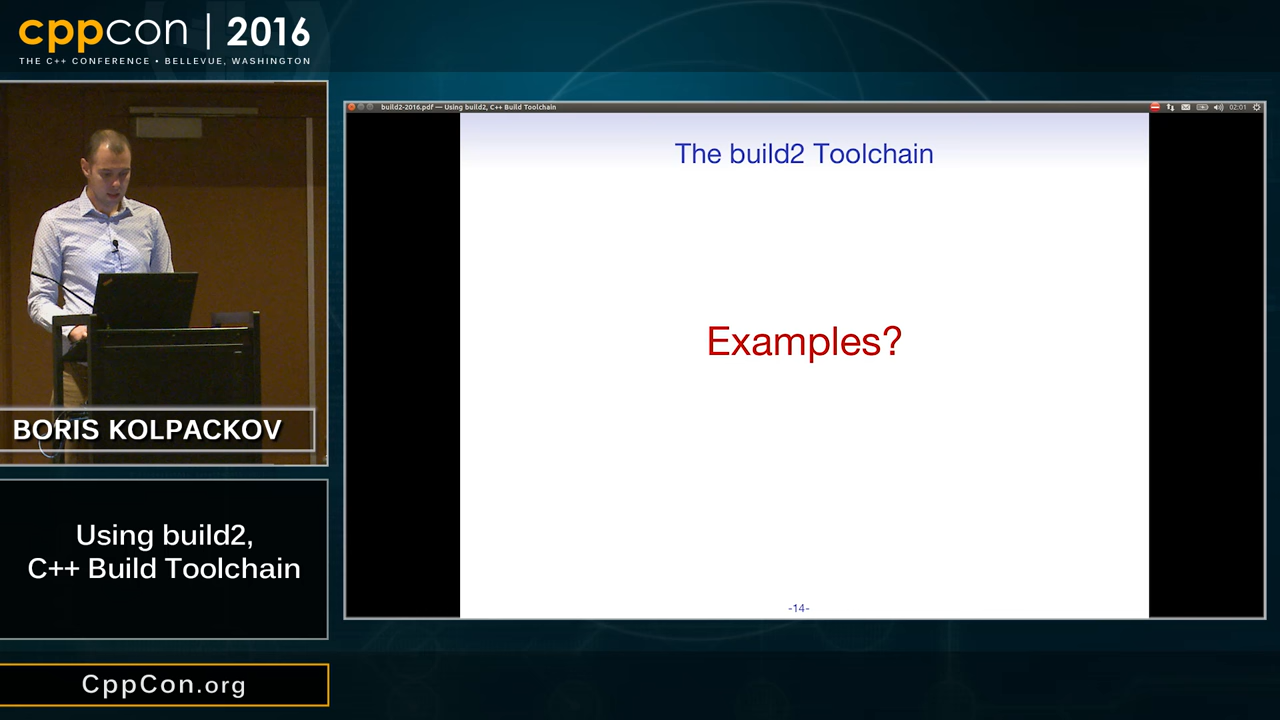 cppcon | 2016
THE C++ CONFERENCE • BELLEVUE, WASHINGTON
build2-2016.pdf — Using build2, C++ Build Toolchain
02:01
The build2 Toolchain
Examples?
-14-
BORIS KOLPACKOV
Using build2,
C++ Build Toolchain
CppCon.org